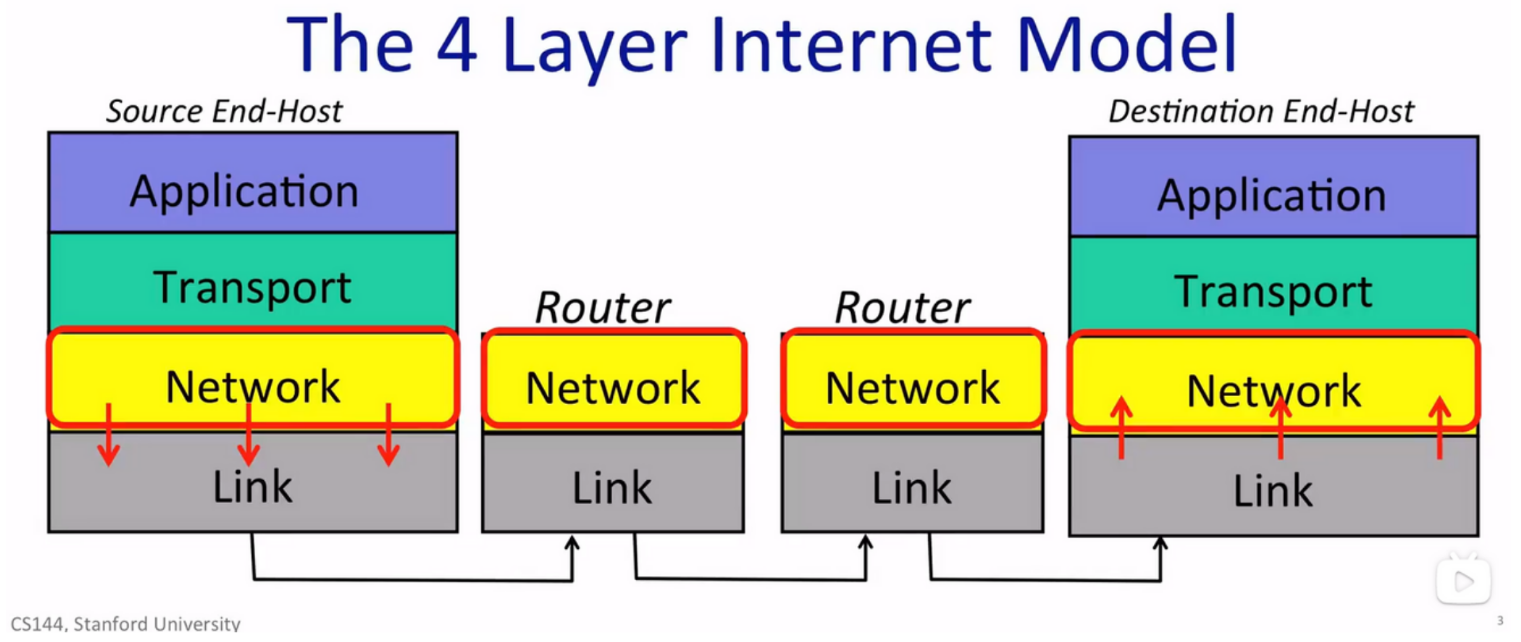 The 4 Layer Internet Model
Source End-Host
Destination End-Host
Application
Application
Transport
Transport
Router
Router
Network
Network
Network
Network
Link
Link
Link
Link
CS144, Stanford University
3